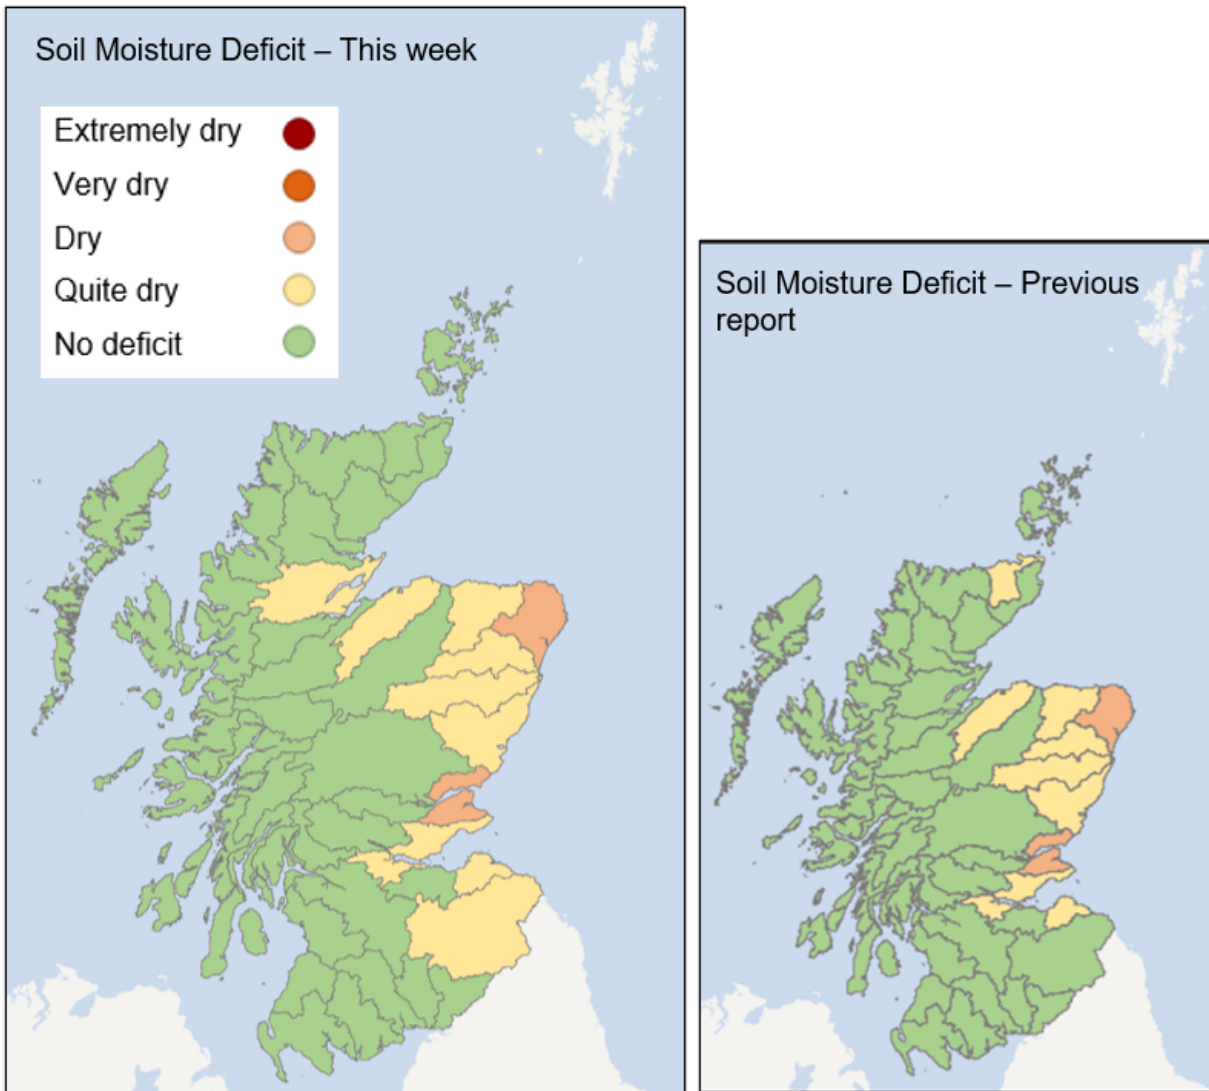 Soil Moisture Deficit – This week
Extremely dry
Very dry
Dry
Quite dry
No deficit
Soil Moisture Deficit – Previous
report